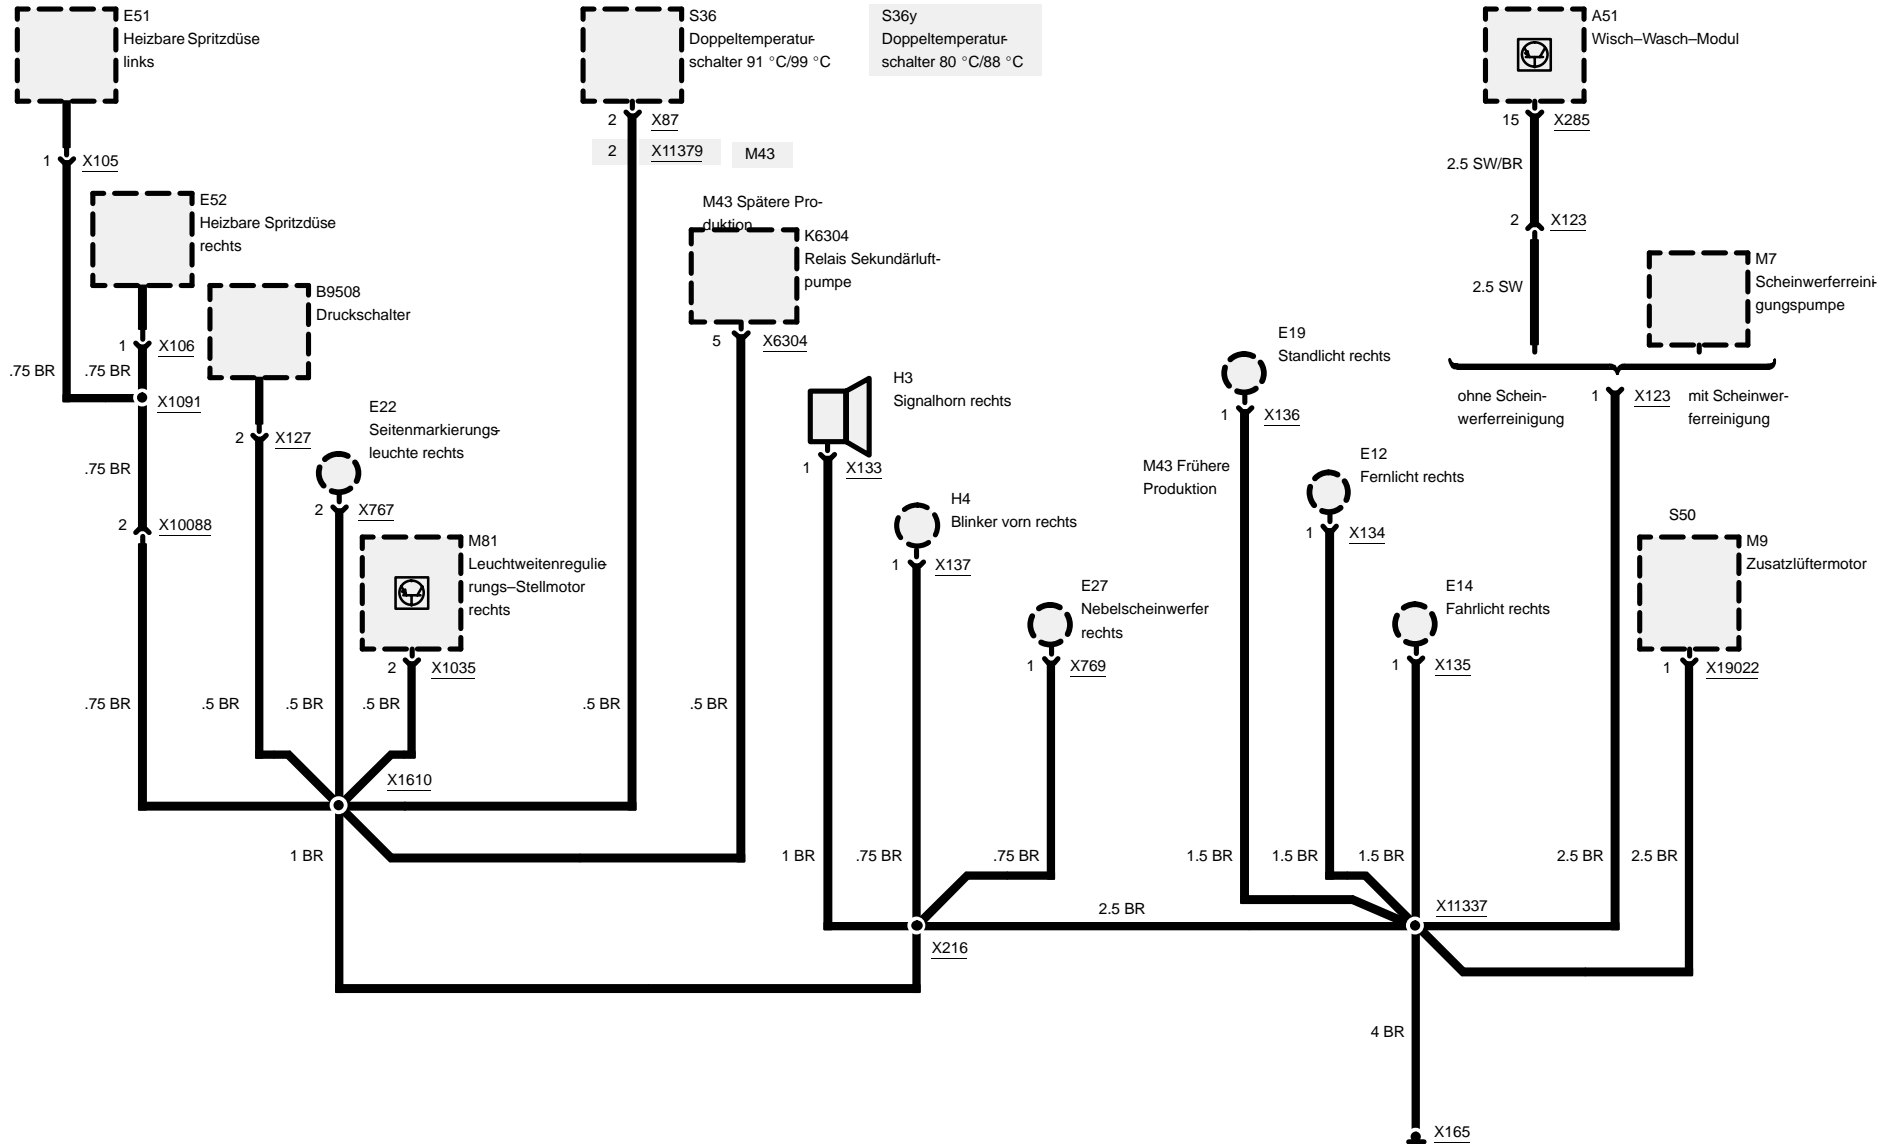 E51
Heizbare Spritzdüse
links
S36
Doppeltemperatur-
schalter 91 °C/99 °C
S36y
Doppeltemperatur-
schalter 80 °C/88 °C
A51
Wisch–Wasch–Modul
2
X87
15
X285
2
X11379
M43
1
X105
2.5 SW/BR
E52
Heizbare Spritzdüse
rechts
M43 Spätere Pro-
duktion
2
X123
K6304
Relais Sekundärluft-
pumpe
M7
Scheinwerferreini-
gungspumpe
B9508
Druckschalter
2.5 SW
1
X106
5
X6304
E19
Standlicht rechts
.75 BR
.75 BR
X1091
H3
Signalhorn rechts
ohne Schein-
werferreinigung
1
X123
mit Scheinwer-
ferreinigung
E22
Seitenmarkierungs-
leuchte rechts
1
X136
2
X127
.75 BR
1
X133
M43 Frühere
Produktion
E12
Fernlicht rechts
2
X767
H4
Blinker vorn rechts
2
X10088
1
X134
S50
M81
Leuchtweitenregulie-
rungs–Stellmotor
rechts
M9
Zusatzlüftermotor
1
X137
E27
Nebelscheinwerfer
rechts
E14
Fahrlicht rechts
2
X1035
1
X769
1
X135
1
X19022
.75 BR
.5 BR
.5 BR
.5 BR
.5 BR
.5 BR
X1610
1 BR
1 BR
.75 BR
.75 BR
1.5 BR
1.5 BR
1.5 BR
2.5 BR
2.5 BR
2.5 BR
X11337
X216
4 BR
X165